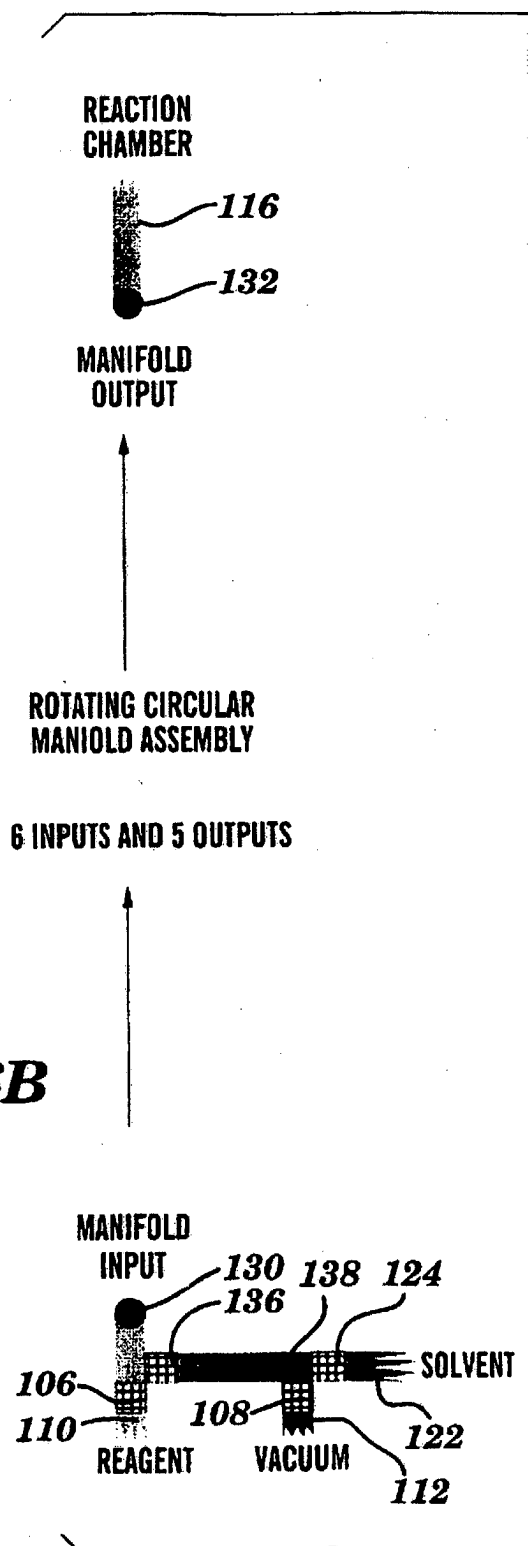 REACTION
CHAMBER
116
132
MANIFOLD
OUTPUT
ROTATING CIRCULAR
MANIOLD ASSEMBLY
6 INPUTS AND 5 OUTPUTS
B
MANIFOLD
INPUT
130 138 124
136
SOLVENT
106
108
122
110
REAGENT VACUUM
112